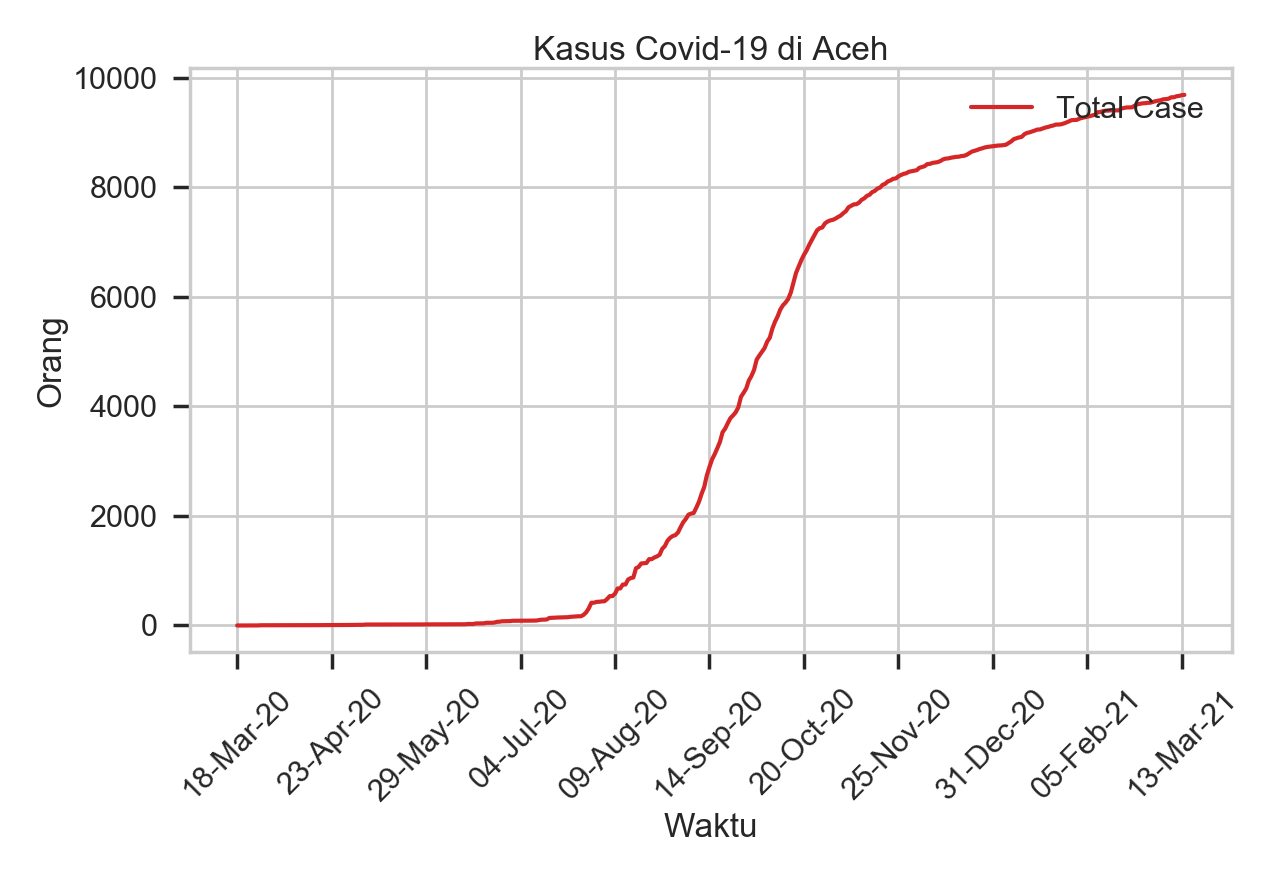 Kasus Covid-19 di Aceh
Total Case
10000
8000
6000
4000
2000
0
Orang
18-Mar-20
23-Apr-20
29-May-20
04-Jul-20
09-Aug-20
14-Sep-20
20-Oct-20
25-Nov-20
31-Dec-20
05-Feb-21
13-Mar-21
Waktu